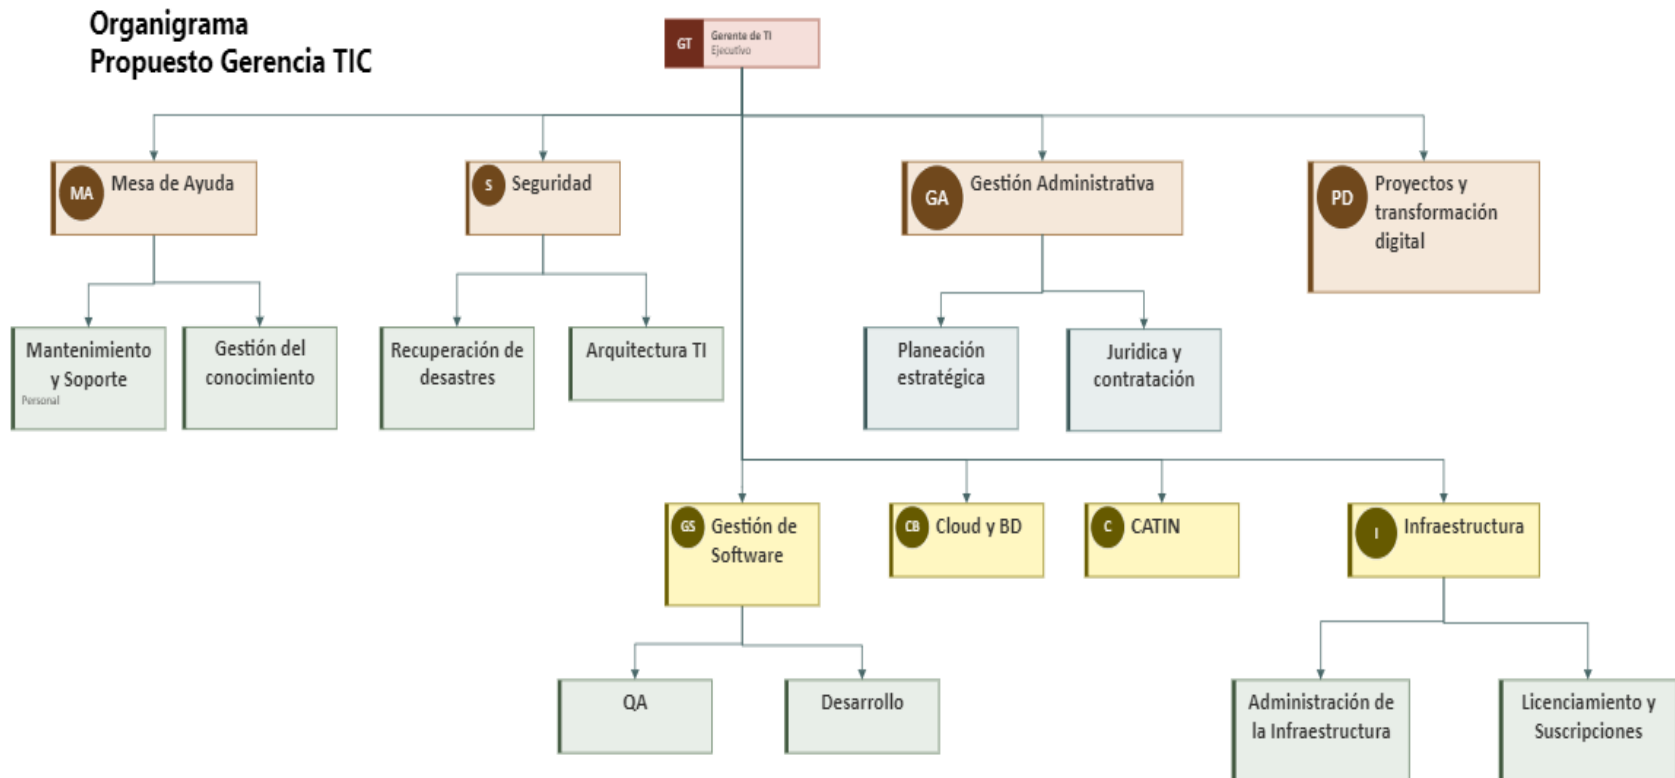 Organigrama
Propuesto Gerencia TIC
GT
Gerente de TI
Ejecutivo
MA
Mesa de Ayuda
S
Seguridad
GA
Gestión Administrativa
PD
Proyectos y
transformación
digital
Mantenimiento
y Soporte
Personal
Gestión del
conocimiento
Recuperación de
desastres
Arquitectura TI
Planeación
estratégica
Juridica y
contratación
GS
Gestión de
Software
CB
Cloud y BD
C
CATIN
I
Infraestructura
QA
Desarrollo
Administración de
la Infraestructura
Licenciamiento y
Suscripciones